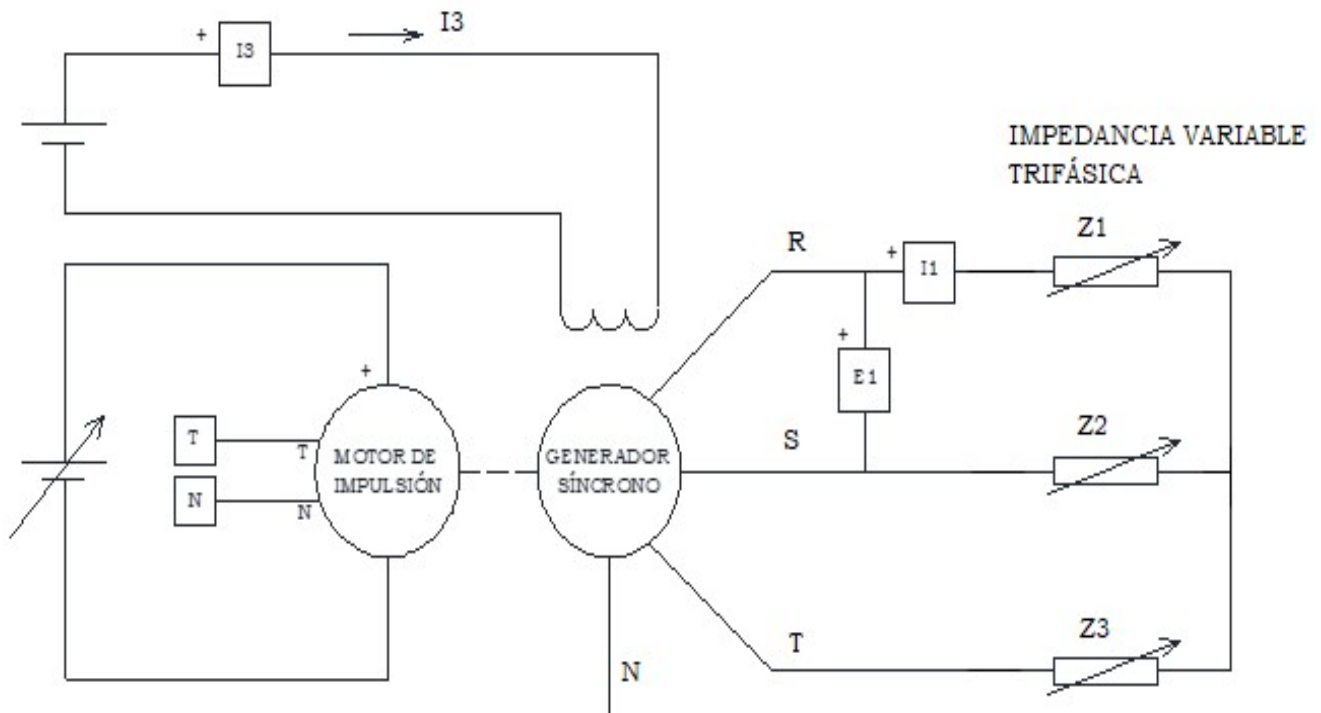 + I3
I3
IMPEDANCIA VARIABLE
TRIFÁSICA
R
+ I1
Z1
+
E1
+
T
T
MOTOR DE
IMPULSIÓN
N
N
GENERADOR
SÍNCRONO
S
Z2
N
T
Z3